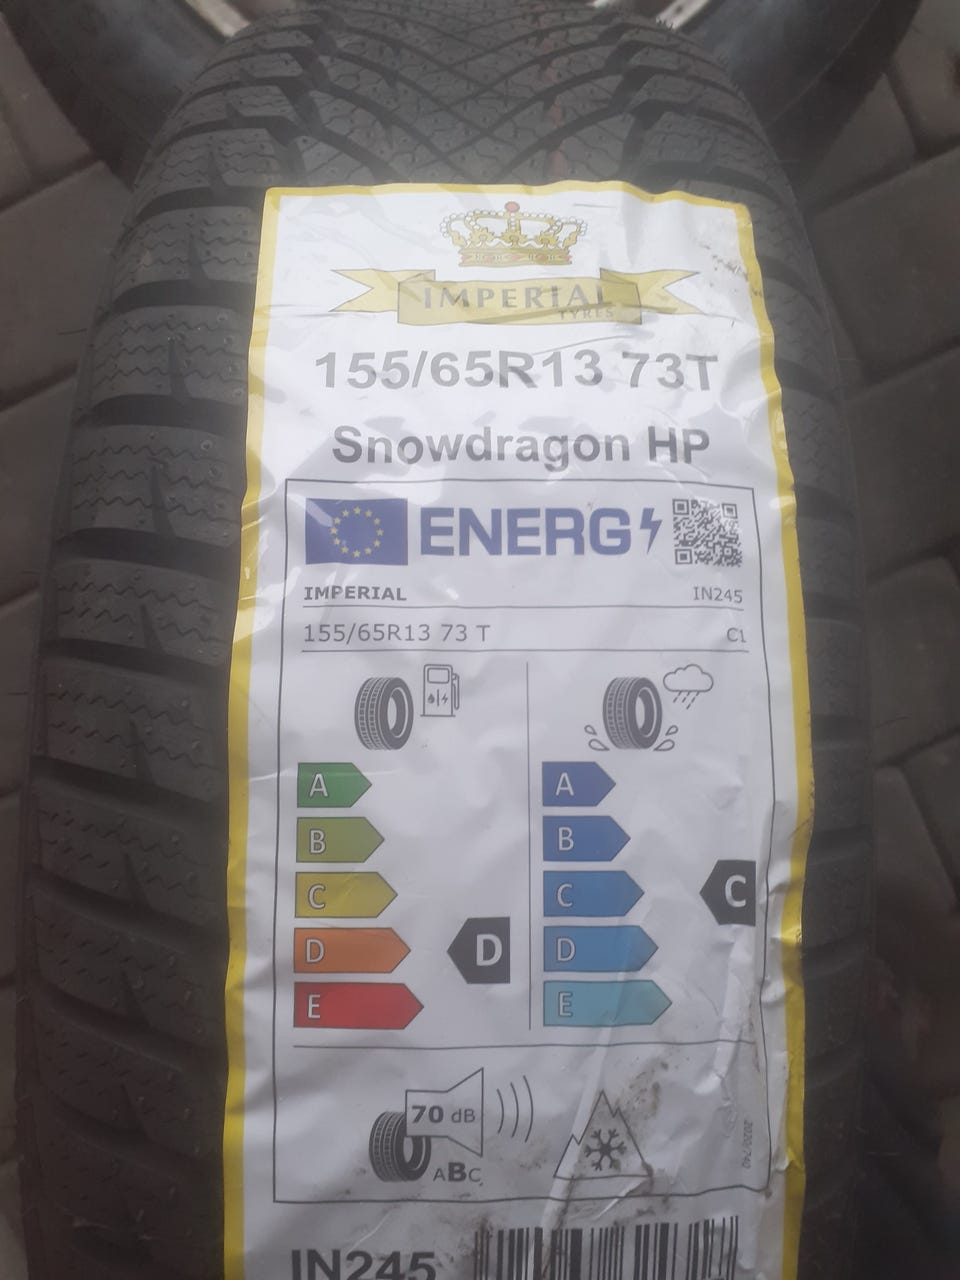 IMPERIAL
TYRES
155/65R13 73T
Snowdragon HP
ENERG
IMPERIAL IN245
155/65R13 73 T C1
A A
B B
C C C
D D D
E E
70 dB
ABC
2020/740
IN245